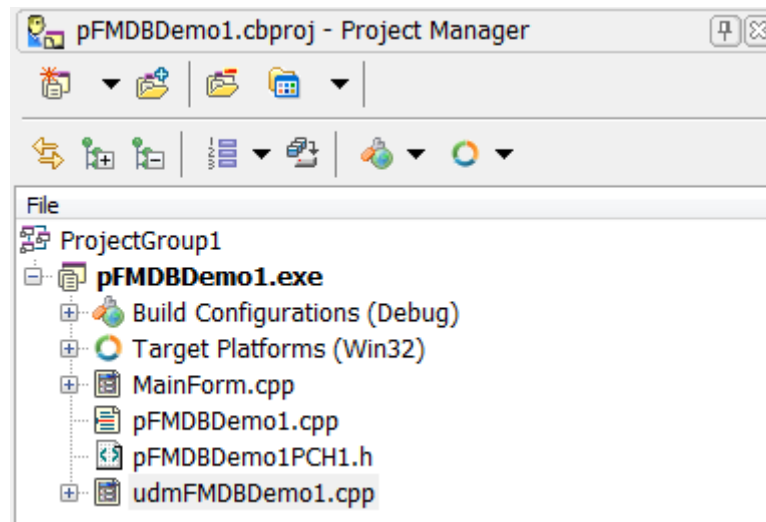 pFMDBDemo1.cbproj - Project Manager
File
ProjectGroup1
pFMDBDemo1.exe
Build Configurations (Debug)
Target Platforms (Win32)
MainForm.cpp
pFMDBDemo1.cpp
pFMDBDemo1PCH1.h
udmFMDBDemo1.cpp